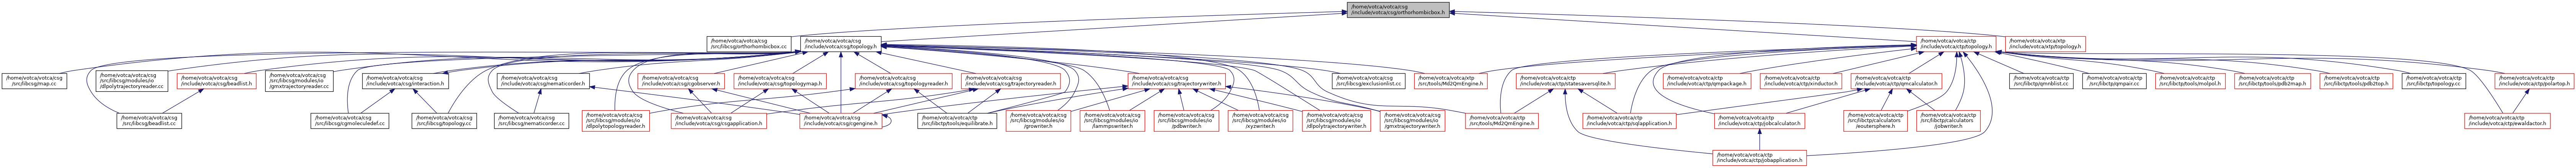 /home/votca/votca/csg
/include/votca/csg/orthorhombicbox.h
/home/votca/votca/csg
/src/libcsg/orthorhombicbox.cc
/home/votca/votca/csg
/include/votca/csg/topology.h
/home/votca/votca/ctp
/include/votca/ctp/topology.h
/home/votca/votca/xtp
/include/votca/xtp/topology.h
/home/votca/votca/csg
/src/libcsg/map.cc
/home/votca/votca/csg
/src/libcsg/modules/io
/dlpolytrajectoryreader.cc
/home/votca/votca/csg
/include/votca/csg/beadlist.h
/home/votca/votca/csg
/src/libcsg/modules/io
/gmxtrajectoryreader.cc
/home/votca/votca/csg
/include/votca/csg/interaction.h
/home/votca/votca/csg
/include/votca/csg/nematicorder.h
/home/votca/votca/csg
/include/votca/csg/cgobserver.h
/home/votca/votca/csg
/include/votca/csg/topologymap.h
/home/votca/votca/csg
/include/votca/csg/topologyreader.h
/home/votca/votca/csg
/include/votca/csg/trajectoryreader.h
/home/votca/votca/csg
/include/votca/csg/trajectorywriter.h
/home/votca/votca/csg
/src/libcsg/exclusionlist.cc
/home/votca/votca/ctp
/src/tools/Md2QmEngine.h
/home/votca/votca/ctp
/include/votca/ctp/statesaversqlite.h
/home/votca/votca/ctp
/include/votca/ctp/qmpackage.h
/home/votca/votca/ctp
/include/votca/ctp/xinductor.h
/home/votca/votca/ctp
/include/votca/ctp/qmcalculator.h
/home/votca/votca/ctp
/src/libctp/qmnblist.cc
/home/votca/votca/ctp
/src/libctp/qmpair.cc
/home/votca/votca/ctp
/src/libctp/tools/molpol.h
/home/votca/votca/ctp
/src/libctp/tools/pdb2map.h
/home/votca/votca/ctp
/src/libctp/tools/pdb2top.h
/home/votca/votca/ctp
/src/libctp/topology.cc
/home/votca/votca/ctp
/include/votca/ctp/polartop.h
/home/votca/votca/csg
/src/libcsg/beadlist.cc
/home/votca/votca/csg
/src/libcsg/cgmoleculedef.cc
/home/votca/votca/csg
/src/libcsg/topology.cc
/home/votca/votca/csg
/src/libcsg/nematicorder.cc
/home/votca/votca/csg
/src/libcsg/modules/io
/dlpolytopologyreader.h
/home/votca/votca/csg
/include/votca/csg/csgapplication.h
/home/votca/votca/csg
/include/votca/csg/cgengine.h
/home/votca/votca/ctp
/src/libctp/tools/equilibrate.h
/home/votca/votca/csg
/src/libcsg/modules/io
/growriter.h
/home/votca/votca/csg
/src/libcsg/modules/io
/lammpswriter.h
/home/votca/votca/csg
/src/libcsg/modules/io
/pdbwriter.h
/home/votca/votca/csg
/src/libcsg/modules/io
/xyzwriter.h
/home/votca/votca/csg
/src/libcsg/modules/io
/dlpolytrajectorywriter.h
/home/votca/votca/csg
/src/libcsg/modules/io
/gmxtrajectorywriter.h
/home/votca/votca/ctp
/src/tools/Md2QmEngine.h
/home/votca/votca/ctp
/include/votca/ctp/sqlapplication.h
/home/votca/votca/ctp
/include/votca/ctp/jobcalculator.h
/home/votca/votca/ctp
/src/libctp/calculators
/eoutersphere.h
/home/votca/votca/ctp
/src/libctp/calculators
/jobwriter.h
/home/votca/votca/ctp
/include/votca/ctp/ewaldactor.h
/home/votca/votca/ctp
/include/votca/ctp/jobapplication.h